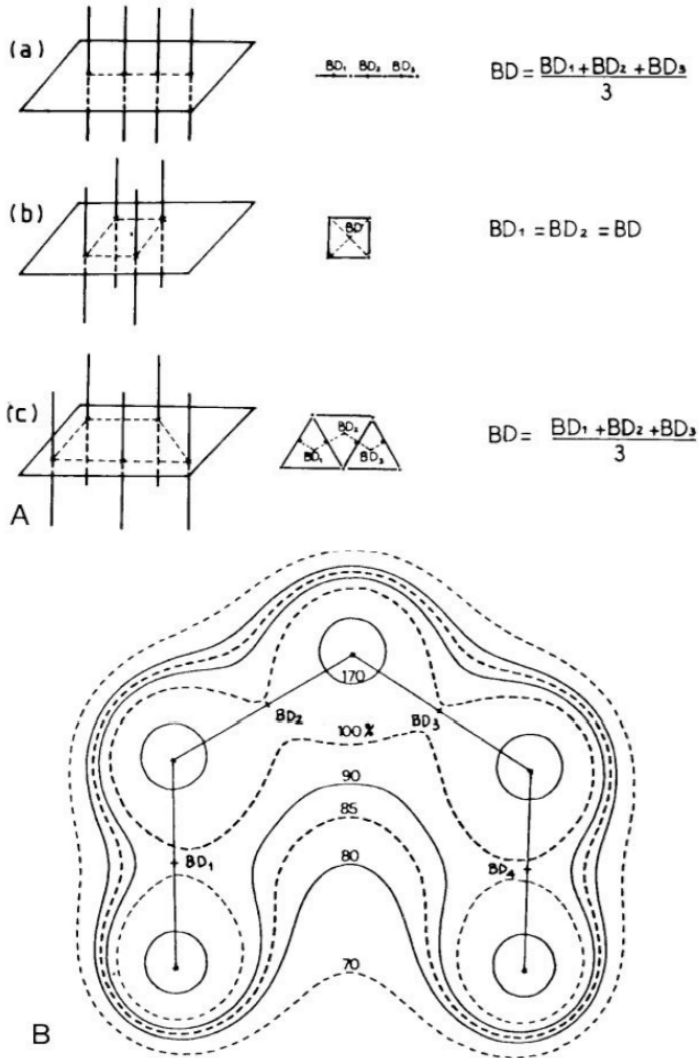 (a)
BD₁ BD₂ BD₃
BD = BD₁ + BD₂ + BD₃
3
(b)
BD
BD₁ = BD₂ = BD
(c)
BD₂
BD₁ BD₃
BD = BD₁ + BD₂ + BD₃
3
A
170
BD₂ 100% BD₃
90
85
BD₁ 80 BD₄
70
B